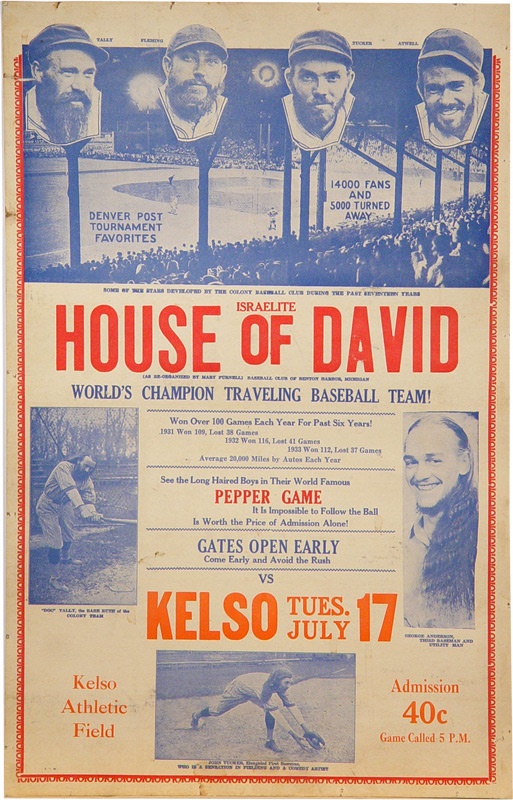 TALLY FLEMING TUCKER ATWELL
DENVER POST
TOURNAMENT
FAVORITES
14000 FANS
AND
5000 TURNED
AWAY
SOME OF THE STARS DEVELOPED BY THE COLONY BASEBALL CLUB DURING THE PAST SEVENTEEN YEARS
ISRAELITE
HOUSE OF DAVID
(AS RE-ORGANIZED BY MARY PURNELL) BASEBALL CLUB OF BENTON HARBOR, MICHIGAN
WORLD'S CHAMPION TRAVELING BASEBALL TEAM!
Won Over 100 Games Each Year For Past Six Years!
1931 Won 109, Lost 38 Games
1932 Won 116, Lost 41 Games
1933 Won 112, Lost 37 Games
Average 20,000 Miles by Autos Each Year
See the Long Haired Boys in Their World Famous
PEPPER GAME
It Is Impossible to Follow the Ball
Is Worth the Price of Admission Alone!
GATES OPEN EARLY
Come Early and Avoid the Rush
VS
"DOC" TALLY, the BABE RUTH of the
COLONY TEAM
GEORGE ANDERSON,
THIRD BASEMAN AND
UTILITY MAN
KELSO TUES.
JULY 17
Kelso
Athletic
Field
Admission
40c
Game Called 5 P.M.
JOHN TUCKER, First Baseman,
WHO IS A SENSATION IN FIELDING AND A COMEDY ARTIST